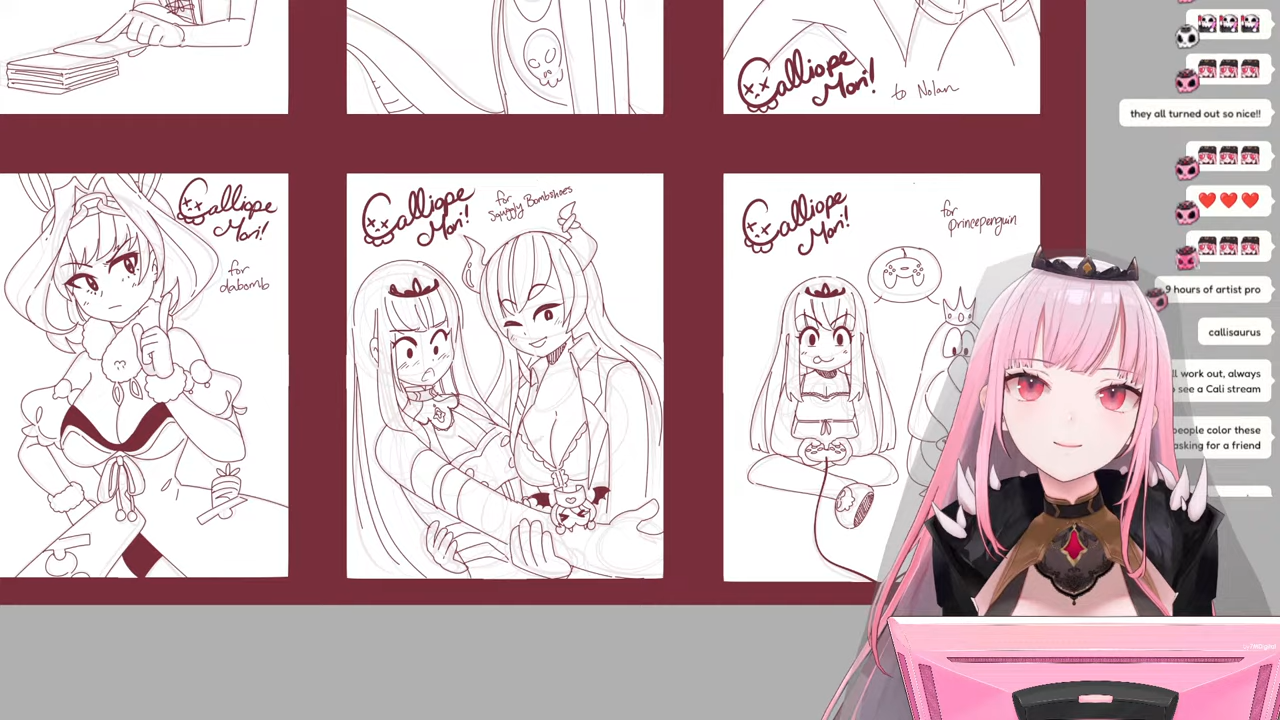 Calliope
Mori!
to Nolan
Calliope
Mori!
for
dabomb
Calliope
Mori!
for
Squiggly Bombshoes
Calliope
Mori!
for
princepenguin
they all turned out so nice!!
9 hours of artist pro
callisaurus
ll work out, always
see a Cali stream
people color these
asking for a friend